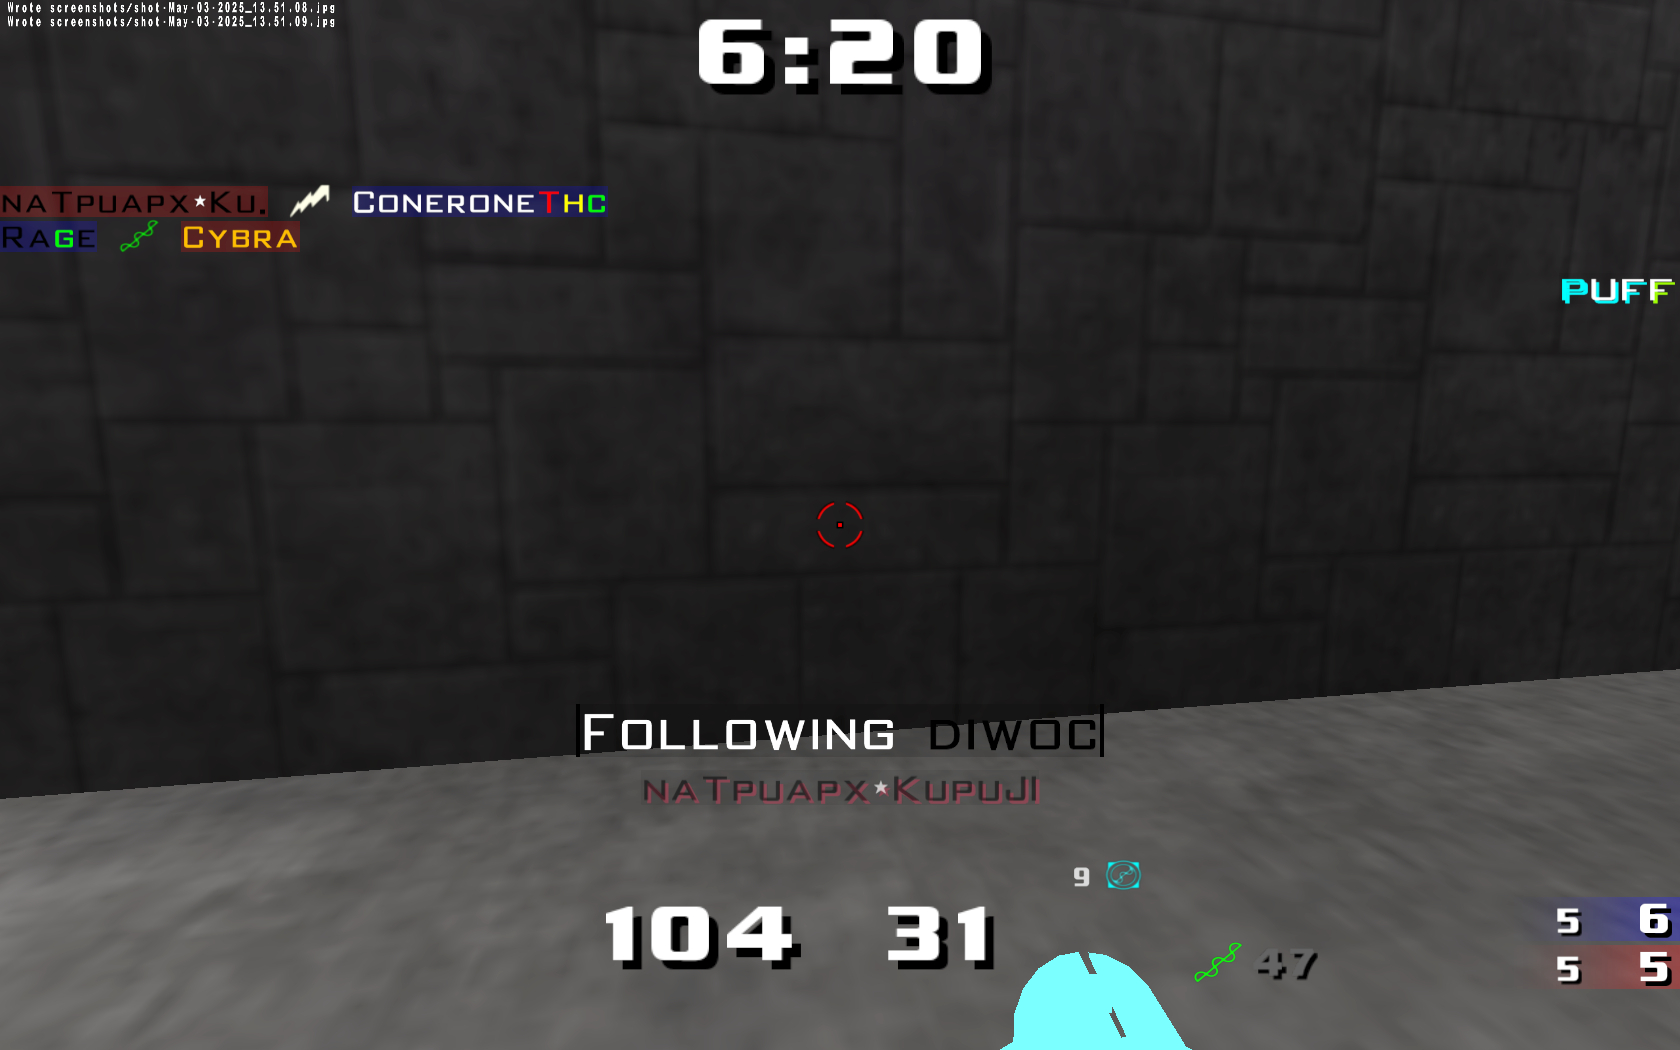 Wrote screenshots/shot-May-03-2025_13.51.08.jpg
Wrote screenshots/shot-May-03-2025_13.51.09.jpg
6:20
naTpuapx★Ku. ConeroneThc
Rage Cybra
PUFF
Following diwoc
naTpuapx★KupuJI
9
104 31
47
5 6
5 5